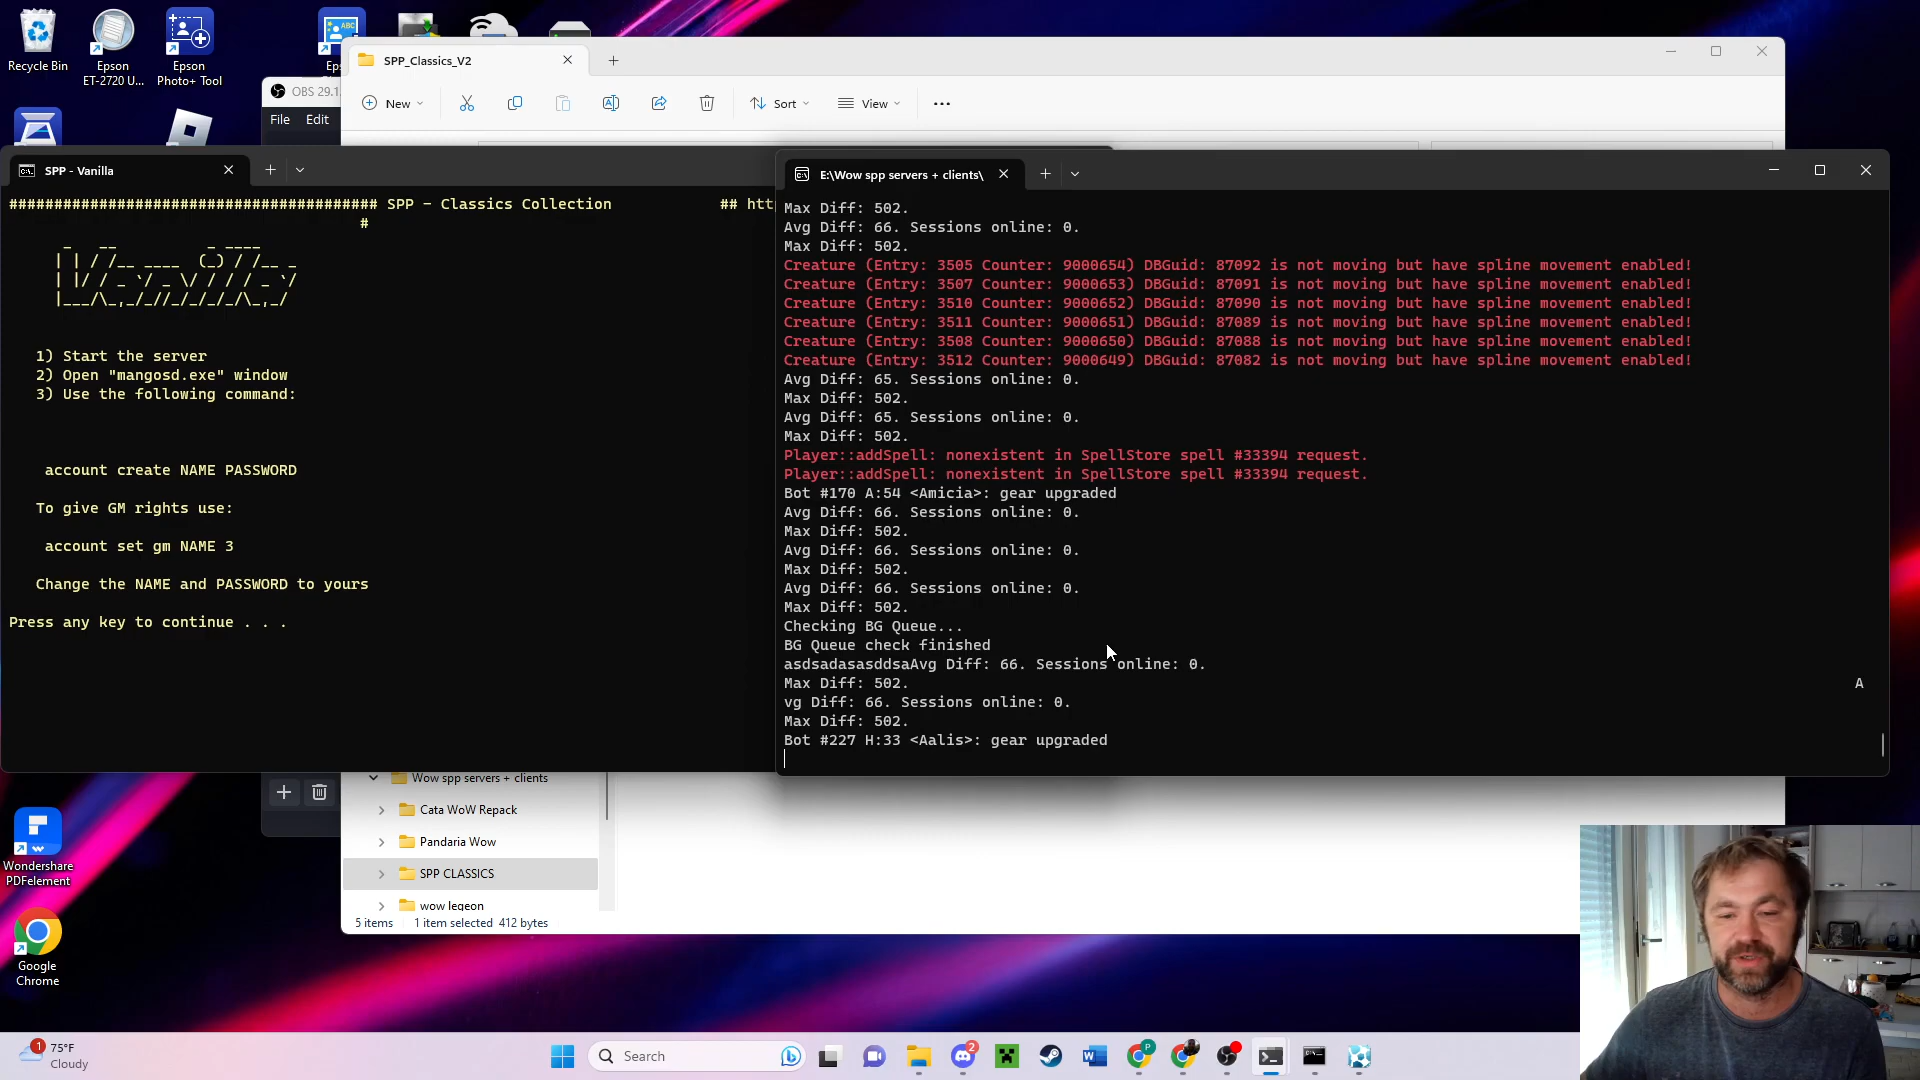 Recycle Bin
Epson
ET-2720 U...
Epson
Photo+ Tool
SPP_Classics_V2
New
Sort
View
OBS 29.1.
File
Edit
SPP - Vanilla
######################################### SPP - Classics Collection ## htt
#
1) Start the server
2) Open "mangosd.exe" window
3) Use the following command:
account create NAME PASSWORD
To give GM rights use:
account set gm NAME 3
Change the NAME and PASSWORD to yours
Press any key to continue . . .
E:\Wow spp servers + clients\
Max Diff: 502.
Avg Diff: 66. Sessions online: 0.
Max Diff: 502.
Creature (Entry: 3505 Counter: 9000654) DBGuid: 87092 is not moving but have spline movement enabled!
Creature (Entry: 3507 Counter: 9000653) DBGuid: 87091 is not moving but have spline movement enabled!
Creature (Entry: 3510 Counter: 9000652) DBGuid: 87090 is not moving but have spline movement enabled!
Creature (Entry: 3511 Counter: 9000651) DBGuid: 87089 is not moving but have spline movement enabled!
Creature (Entry: 3508 Counter: 9000650) DBGuid: 87088 is not moving but have spline movement enabled!
Creature (Entry: 3512 Counter: 9000649) DBGuid: 87082 is not moving but have spline movement enabled!
Avg Diff: 65. Sessions online: 0.
Max Diff: 502.
Avg Diff: 65. Sessions online: 0.
Max Diff: 502.
Player::addSpell: nonexistent in SpellStore spell #33394 request.
Player::addSpell: nonexistent in SpellStore spell #33394 request.
Bot #170 A:54 <Amicia>: gear upgraded
Avg Diff: 66. Sessions online: 0.
Max Diff: 502.
Avg Diff: 66. Sessions online: 0.
Max Diff: 502.
Avg Diff: 66. Sessions online: 0.
Max Diff: 502.
Checking BG Queue...
BG Queue check finished
asdsadasasddsaAvg Diff: 66. Sessions online: 0.
Max Diff: 502. A
vg Diff: 66. Sessions online: 0.
Max Diff: 502.
Bot #227 H:33 <Aalis>: gear upgraded
Wow spp servers + clients
Cata WoW Repack
Pandaria Wow
SPP CLASSICS
wow legeon
5 items 1 item selected 412 bytes
Wondershare
PDFelement
Google
Chrome
1
75°F
Cloudy
Search
2
P